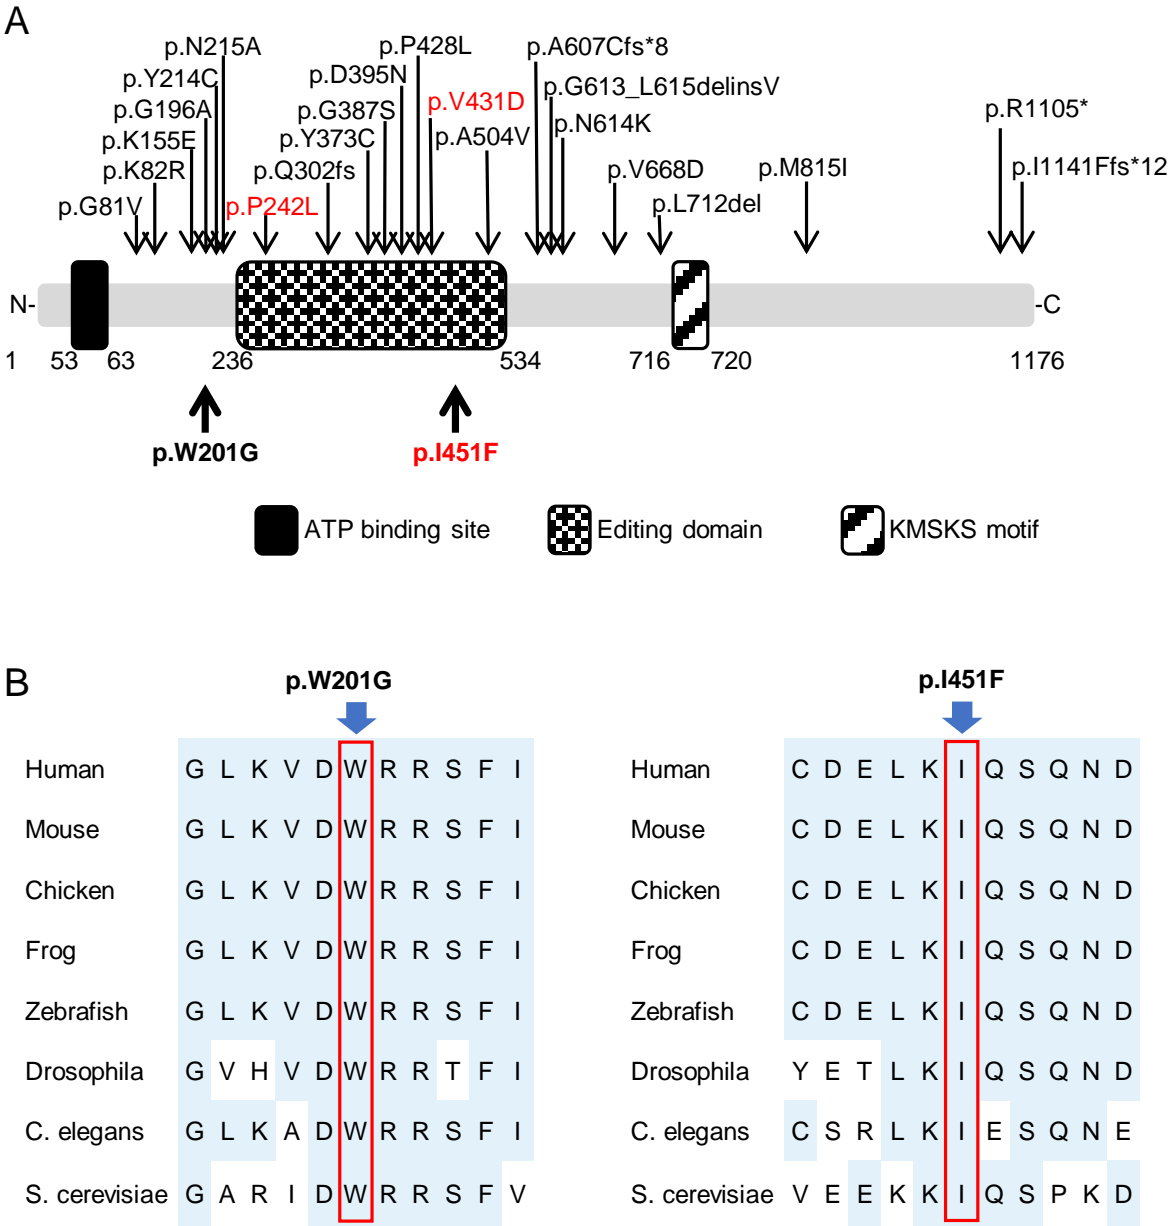 A
p.N215A
p.P428L
p.A607Cfs*8
p.Y214C
p.D395N
p.G613_L615delinsV
p.G196A
p.G387S
p.V431D
p.R1105*
p.K155E
p.Y373C
p.A504V
p.N614K
p.K82R
p.Q302fs
p.V668D
p.M815I
p.I1141Ffs*12
p.G81V
p.P242L
p.L712del
N-
-C
1 53 63 236 534 716 720 1176
p.W201G
p.I451F
ATP binding site
Editing domain
KMSKS motif
B
p.W201G
p.I451F
Human G L K V D W R R S F I
Human C D E L K I Q S Q N D
Mouse G L K V D W R R S F I
Mouse C D E L K I Q S Q N D
Chicken G L K V D W R R S F I
Chicken C D E L K I Q S Q N D
Frog G L K V D W R R S F I
Frog C D E L K I Q S Q N D
Zebrafish G L K V D W R R S F I
Zebrafish C D E L K I Q S Q N D
Drosophila G V H V D W R R T F I
Drosophila Y E T L K I Q S Q N D
C. elegans G L K A D W R R S F I
C. elegans C S R L K I E S Q N E
S. cerevisiae G A R I D W R R S F V
S. cerevisiae V E E K K I Q S P K D